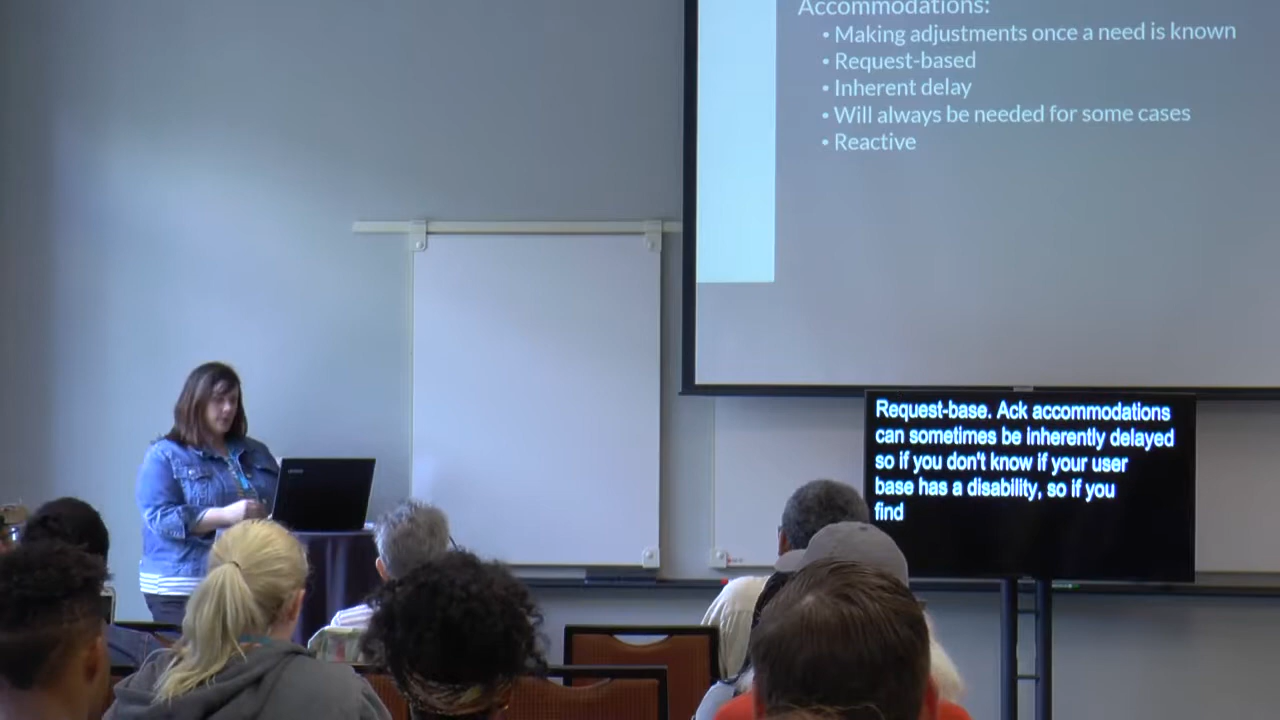 Accommodations:
• Making adjustments once a need is known
• Request-based
• Inherent delay
• Will always be needed for some cases
• Reactive
Request-base. Ack accommodations
can sometimes be inherently delayed
so if you don't know if your user
base has a disability, so if you
find